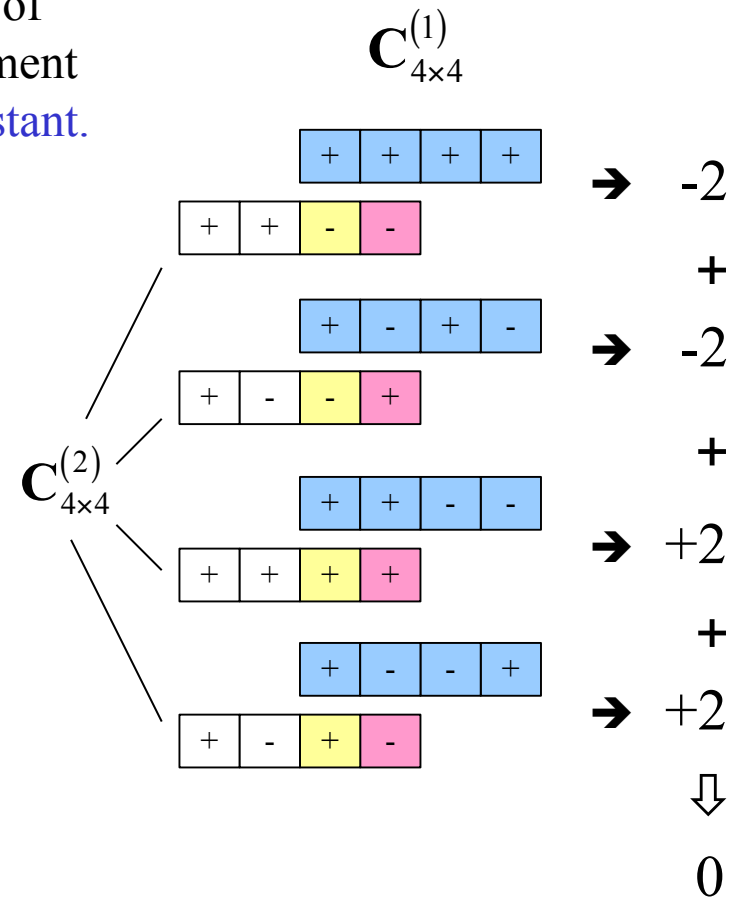 of
ment
stant.
C^{(1)}_{4×4}
+ + + + ➔ -2
+ + - -
+
+ - + - ➔ -2
+ - - +
+
C^{(2)}_{4×4}
+ + - - ➔ +2
+ + + +
+
+ - - + ➔ +2
+ - + -
⇩
0